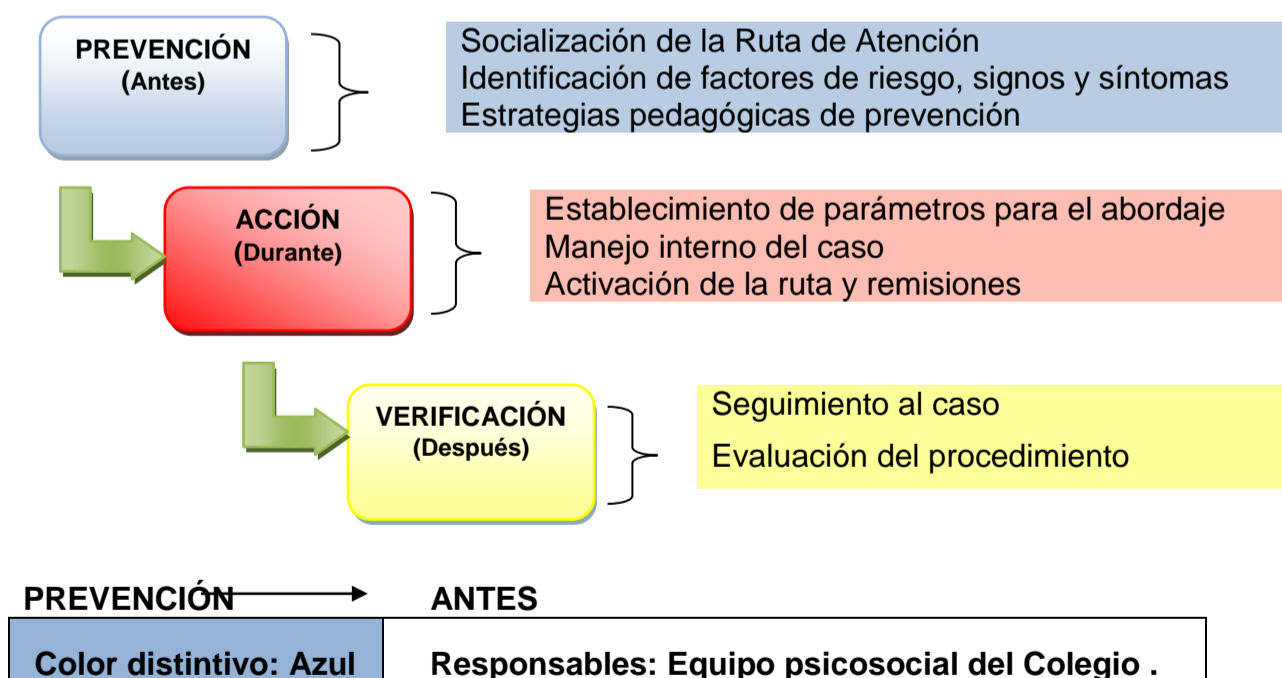 PREVENCIÓN
(Antes)
Socialización de la Ruta de Atención
Identificación de factores de riesgo, signos y síntomas
Estrategias pedagógicas de prevención
ACCIÓN
(Durante)
Establecimiento de parámetros para el abordaje
Manejo interno del caso
Activación de la ruta y remisiones
VERIFICACIÓN
(Después)
Seguimiento al caso
Evaluación del procedimiento
PREVENCIÓN ANTES
Color distintivo: Azul Responsables: Equipo psicosocial del Colegio .